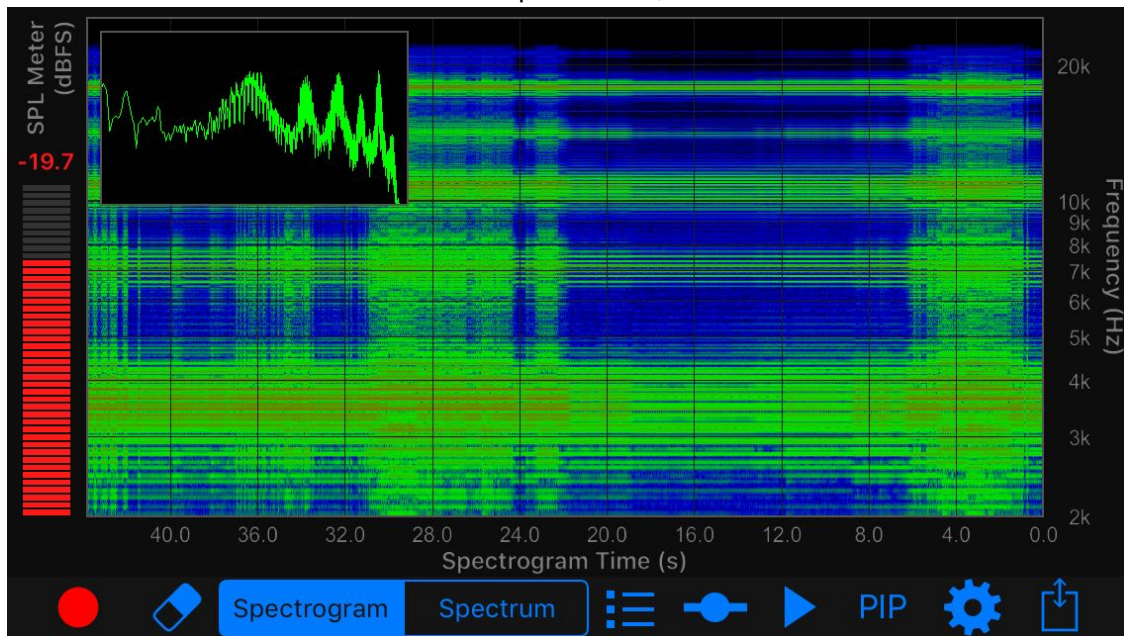 SPL Meter
(dBFS)
-19.7
20k
10k
9k
8k
7k
6k
5k
4k
3k
2k
Frequency (Hz)
40.0 36.0 32.0 28.0 24.0 20.0 16.0 12.0 8.0 4.0 0.0
Spectrogram Time (s)
Spectrogram Spectrum PIP